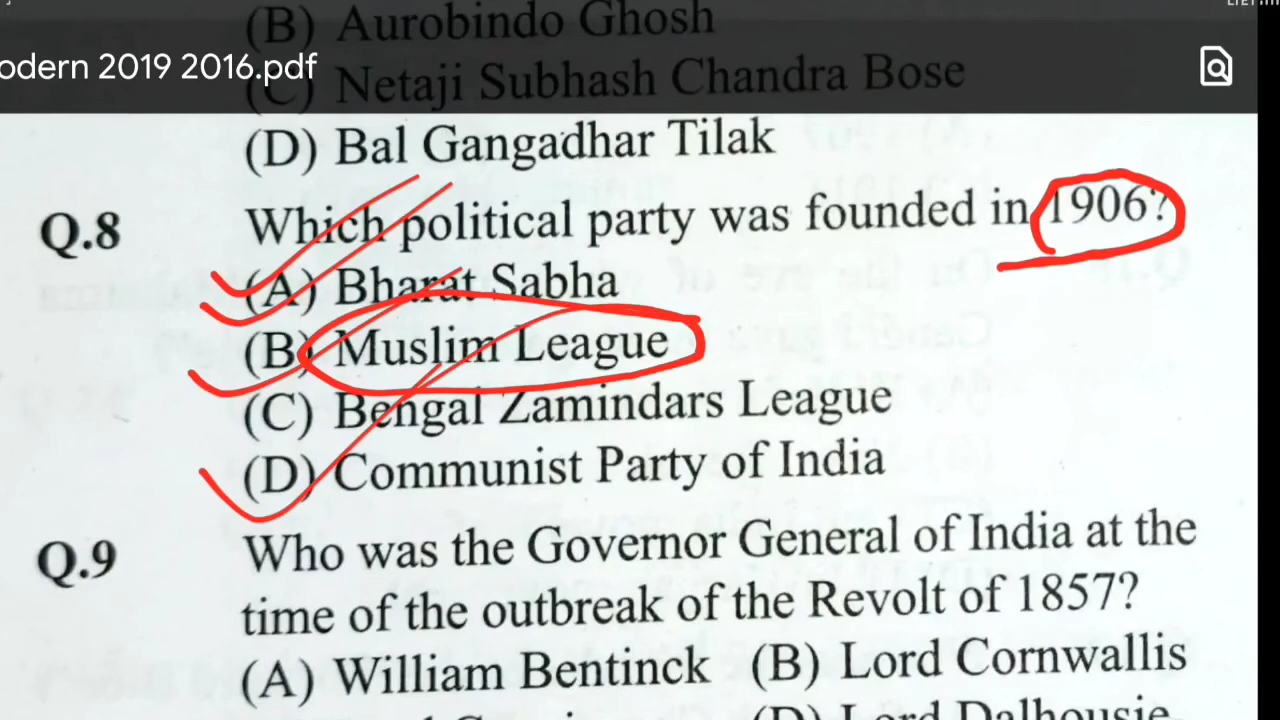 (B) Aurobindo Ghosh
odern 2019 2016.pdf
(C) Netaji Subhash Chandra Bose
(D) Bal Gangadhar Tilak
Q.8 Which political party was founded in 1906?
(A) Bharat Sabha
(B) Muslim League
(C) Bengal Zamindars League
(D) Communist Party of India
Q.9 Who was the Governor General of India at the
time of the outbreak of the Revolt of 1857?
(A) William Bentinck (B) Lord Cornwallis
(D) Lord Dalhousie